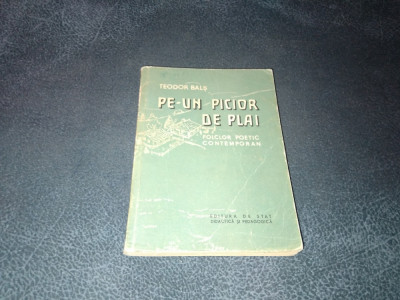 TEODOR BALȘ
PE-UN PICIOR
DE PLAI
FOLCLOR POETIC
CONTEMPORAN
EDITURA DE STAT
DIDACTICĂ ȘI PEDAGOGICĂ